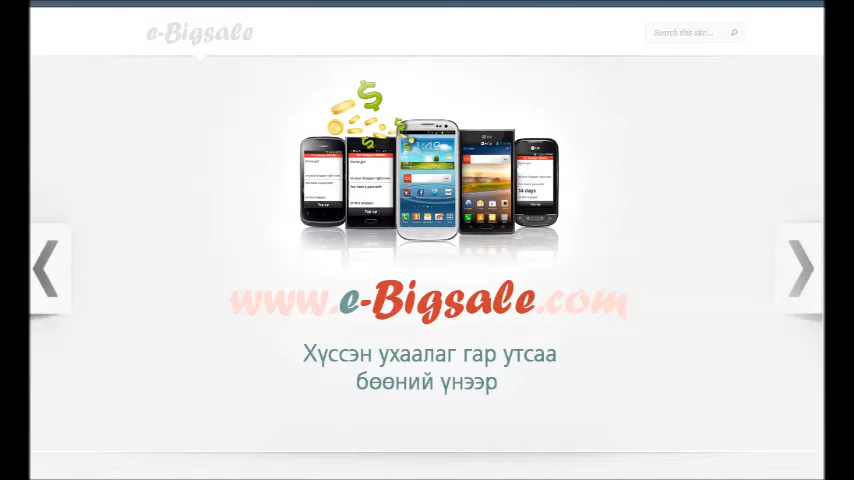 e-Bigsale
Search this site...
www.e-Bigsale.com
Хүссэн ухаалаг гар утсаа
бөөний үнээр